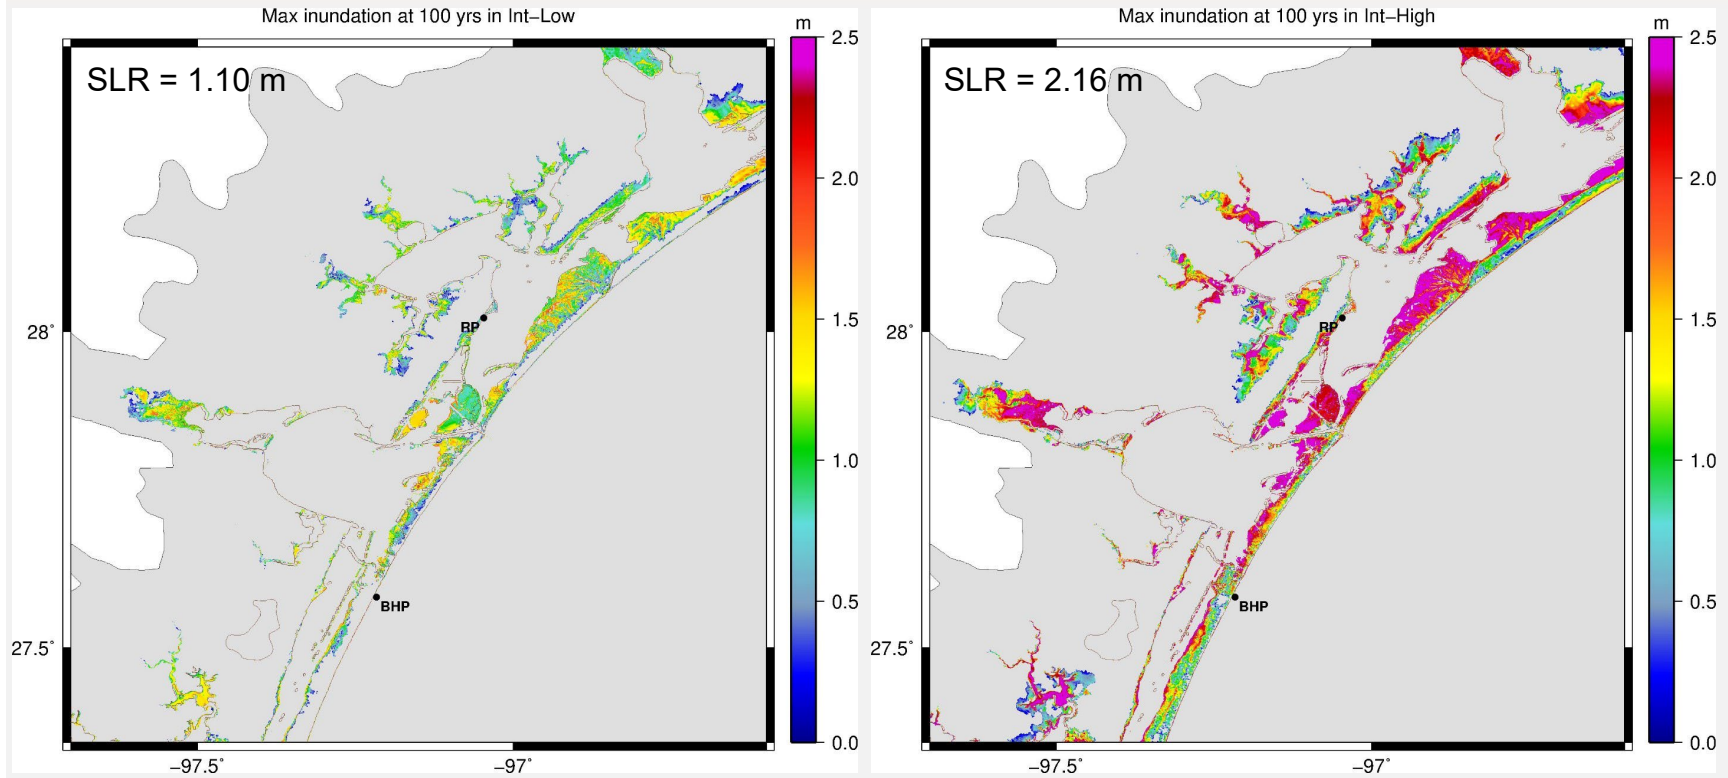 Max inundation at 100 yrs in Int−Low
m
SLR = 1.10 m
2.5
2.0
1.5
1.0
0.5
0.0
28˚
27.5˚
−97.5˚
−97˚
BP
BHP
Max inundation at 100 yrs in Int−High
m
SLR = 2.16 m
2.5
2.0
1.5
1.0
0.5
0.0
28˚
27.5˚
−97.5˚
−97˚
BP
BHP